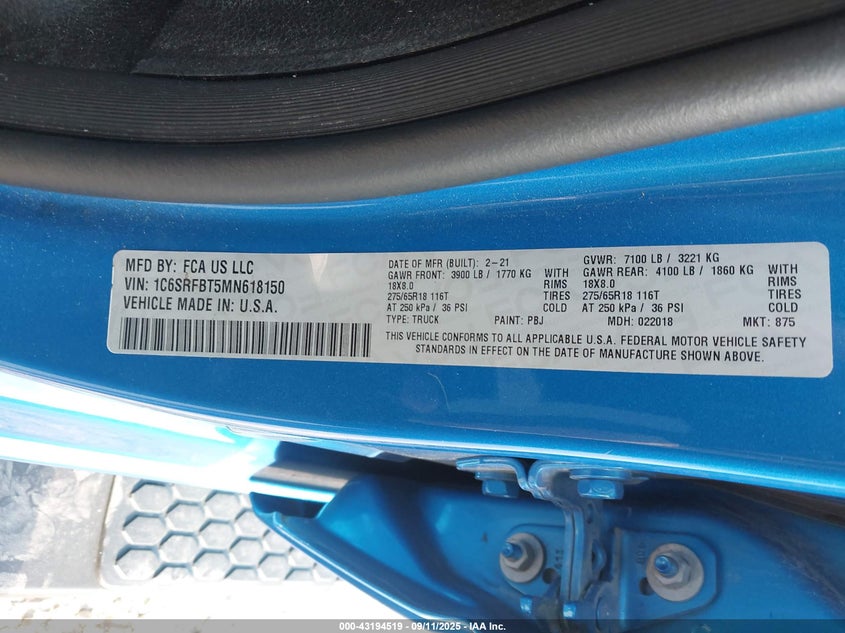 MFD BY: FCA US LLC
VIN: 1C6SRFBT5MN618150
VEHICLE MADE IN: U.S.A.
DATE OF MFR (BUILT): 2-21 GVWR: 7100 LB / 3221 KG
GAWR FRONT: 3900 LB / 1770 KG WITH GAWR REAR: 4100 LB / 1860 KG WITH
18X8.0 RIMS 18X8.0 RIMS
275/65R18 116T TIRES 275/65R18 116T TIRES
AT 250 kPa / 36 PSI COLD AT 250 kPa / 36 PSI COLD
TYPE: TRUCK PAINT: PBJ MDH: 022018 MKT: 875
THIS VEHICLE CONFORMS TO ALL APPLICABLE U.S.A. FEDERAL MOTOR VEHICLE SAFETY
STANDARDS IN EFFECT ON THE DATE OF MANUFACTURE SHOWN ABOVE.
000-43194519 - 09/11/2025 - IAA Inc.